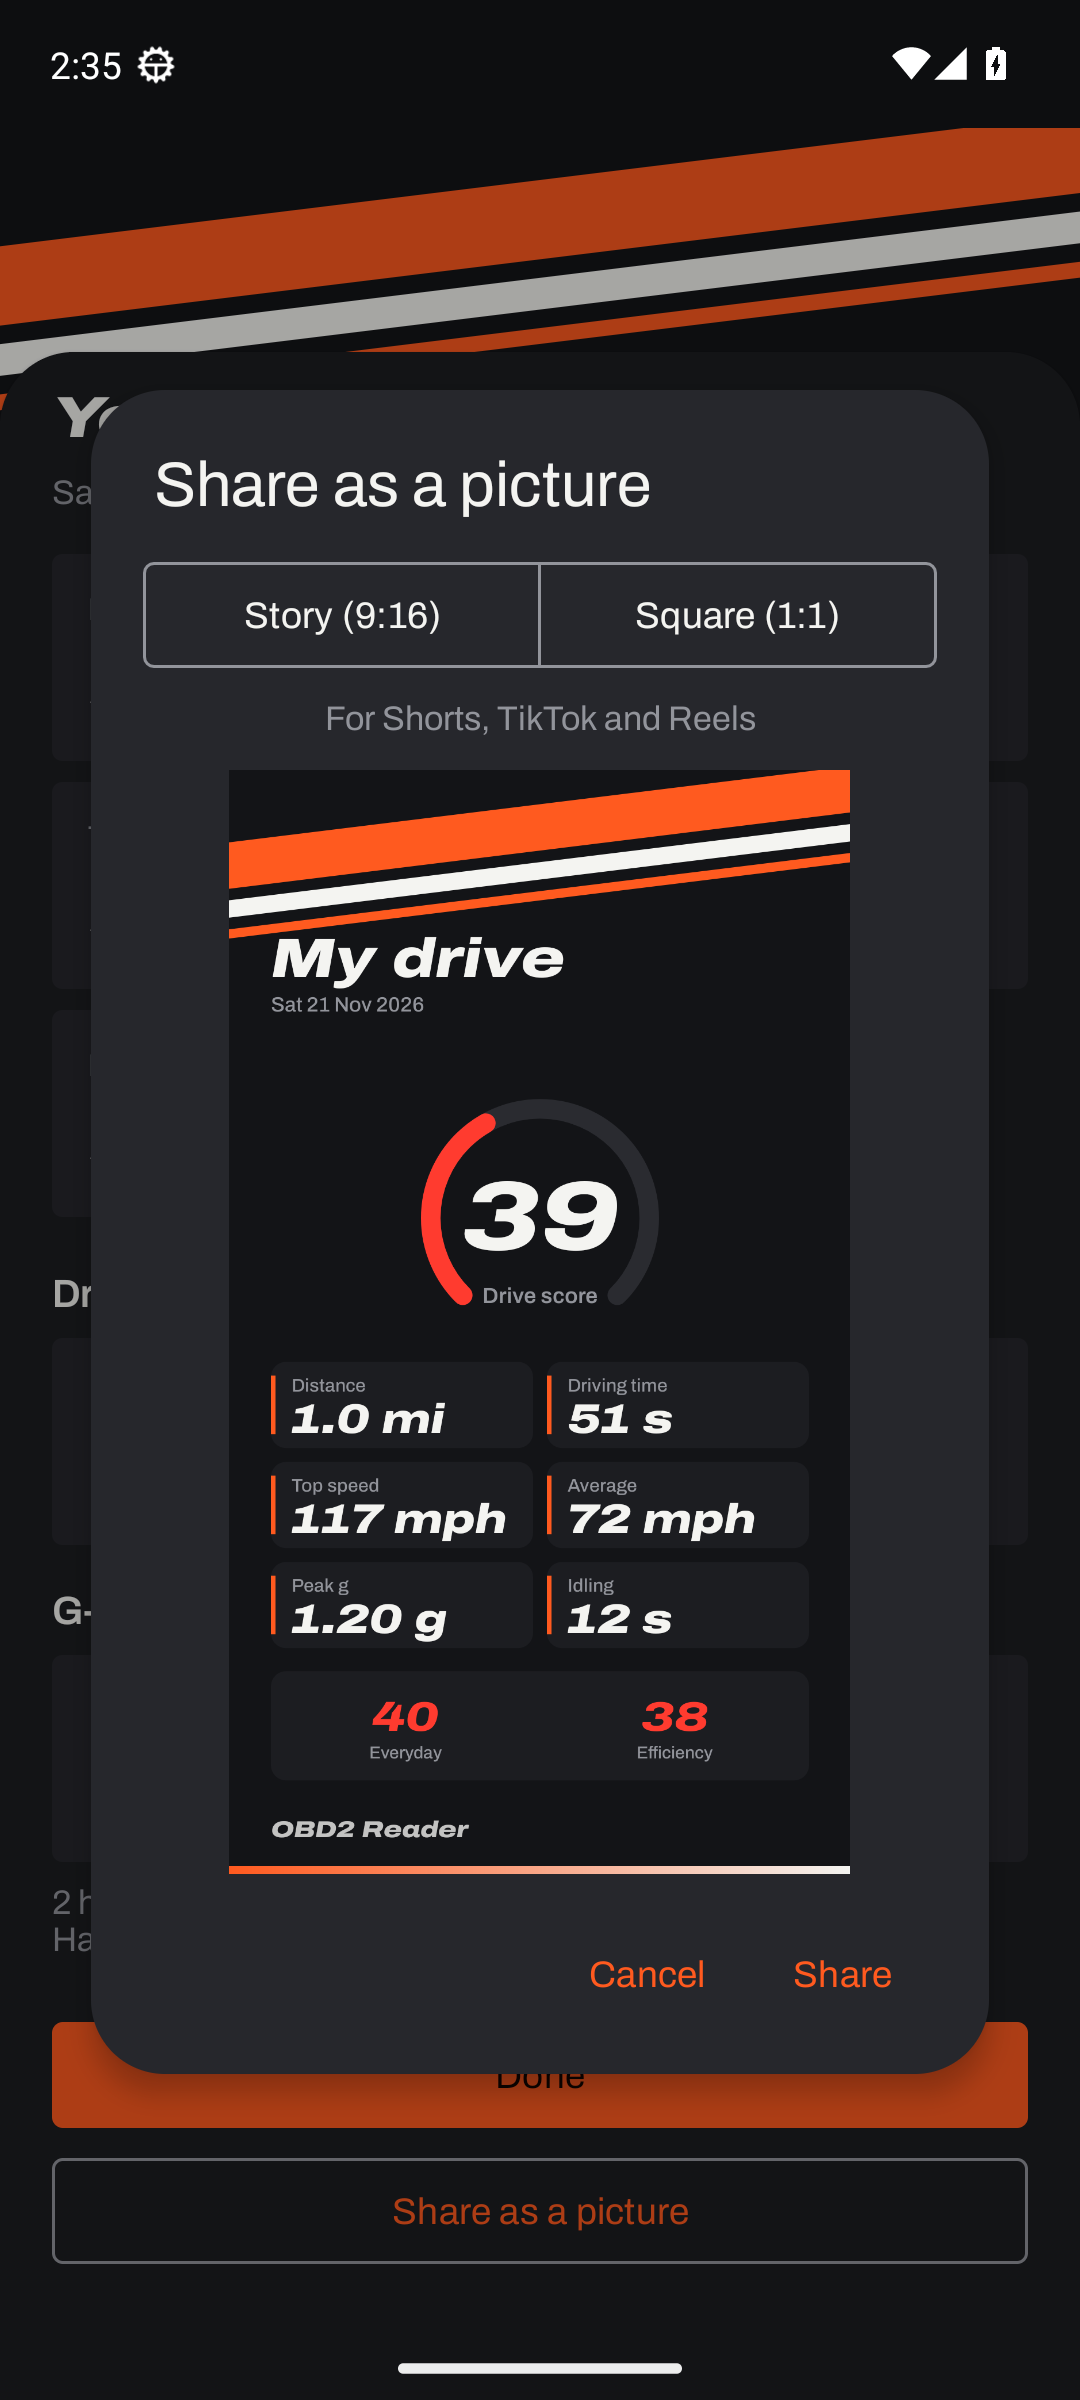 2:35
Share as a picture
Story (9:16)
Square (1:1)
For Shorts, TikTok and Reels
My drive
Sat 21 Nov 2026
39
Drive score
Distance
1.0 mi
Driving time
51 s
Top speed
117 mph
Average
72 mph
Peak g
1.20 g
Idling
12 s
40
Everyday
38
Efficiency
OBD2 Reader
Cancel
Share
Done
Share as a picture